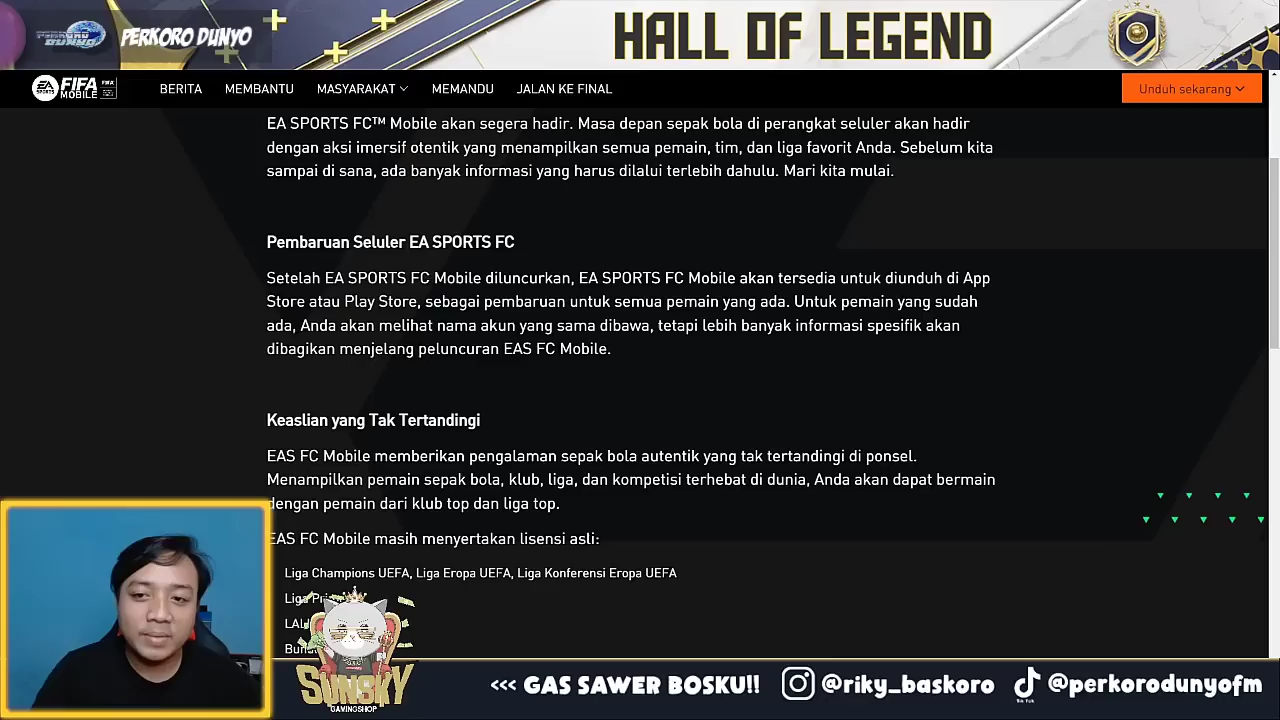 PERKORO DUNYO
PERKORO DUNYO
HALL OF LEGEND
EA SPORTS FIFA MOBILE FIFA
BERITA MEMBANTU MASYARAKAT MEMANDU JALAN KE FINAL
Unduh sekarang
EA SPORTS FC™ Mobile akan segera hadir. Masa depan sepak bola di perangkat seluler akan hadir
dengan aksi imersif otentik yang menampilkan semua pemain, tim, dan liga favorit Anda. Sebelum kita
sampai di sana, ada banyak informasi yang harus dilalui terlebih dahulu. Mari kita mulai.
Pembaruan Seluler EA SPORTS FC
Setelah EA SPORTS FC Mobile diluncurkan, EA SPORTS FC Mobile akan tersedia untuk diunduh di App
Store atau Play Store, sebagai pembaruan untuk semua pemain yang ada. Untuk pemain yang sudah
ada, Anda akan melihat nama akun yang sama dibawa, tetapi lebih banyak informasi spesifik akan
dibagikan menjelang peluncuran EAS FC Mobile.
Keaslian yang Tak Tertandingi
EAS FC Mobile memberikan pengalaman sepak bola autentik yang tak tertandingi di ponsel.
Menampilkan pemain sepak bola, klub, liga, dan kompetisi terhebat di dunia, Anda akan dapat bermain
dengan pemain dari klub top dan liga top.
EAS FC Mobile masih menyertakan lisensi asli:
Liga Champions UEFA, Liga Eropa UEFA, Liga Konferensi Eropa UEFA
Liga
SUNSKY
GAMINGSHOP
<<< GAS SAWER BOSKU!! @riky_baskoro @perkorodunyofm
Tik Tok